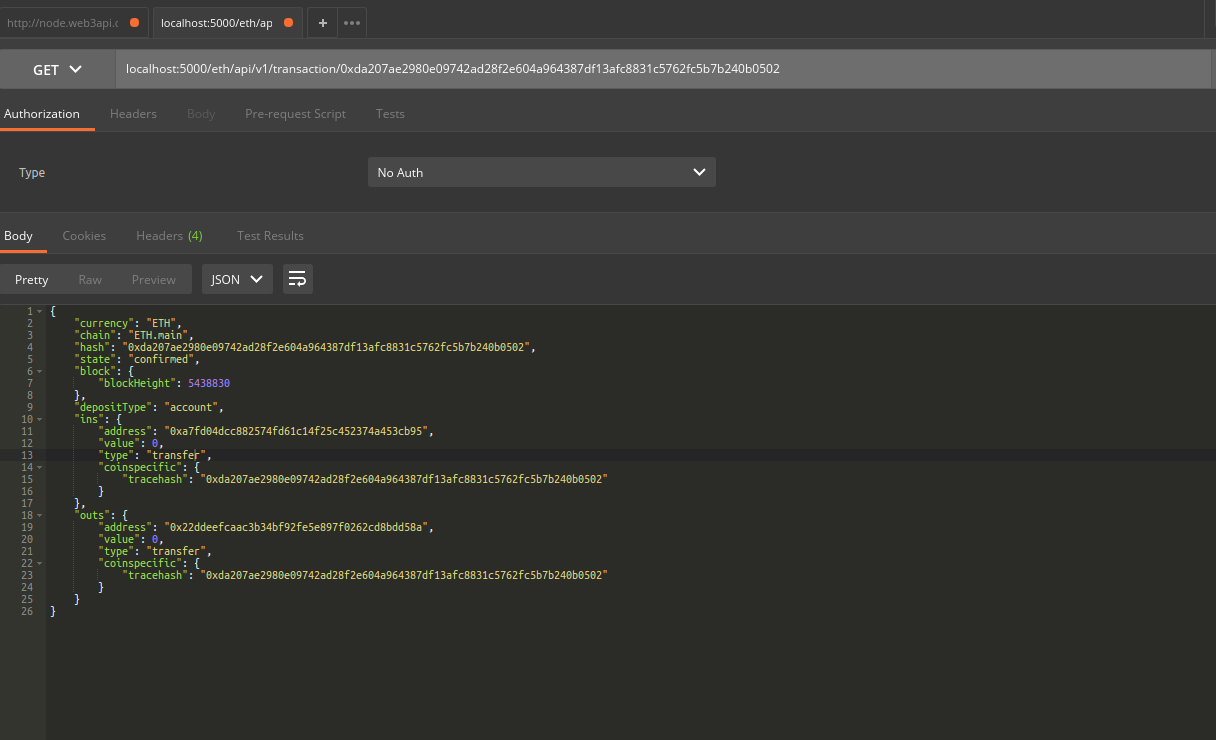 http://node.web3api.c
localhost:5000/eth/ap
+
•••
GET
localhost:5000/eth/api/v1/transaction/0xda207ae2980e09742ad28f2e604a964387df13afc8831c5762fc5b7b240b0502
Authorization Headers Body Pre-request Script Tests
Type No Auth
Body Cookies Headers (4) Test Results
Pretty Raw Preview JSON
1 {
2 "currency": "ETH",
3 "chain": "ETH.main",
4 "hash": "0xda207ae2980e09742ad28f2e604a964387df13afc8831c5762fc5b7b240b0502",
5 "state": "confirmed",
6 "block": {
7 "blockHeight": 5438830
8 },
9 "depositType": "account",
10 "ins": {
11 "address": "0xa7fd04dcc882574fd61c14f25c452374a453cb95",
12 "value": 0,
13 "type": "transfer",
14 "coinspecific": {
15 "tracehash": "0xda207ae2980e09742ad28f2e604a964387df13afc8831c5762fc5b7b240b0502"
16 }
17 },
18 "outs": {
19 "address": "0x22ddeefcaac3b34bf92fe5e897f0262cd8bdd58a",
20 "value": 0,
21 "type": "transfer",
22 "coinspecific": {
23 "tracehash": "0xda207ae2980e09742ad28f2e604a964387df13afc8831c5762fc5b7b240b0502"
24 }
25 }
26 }